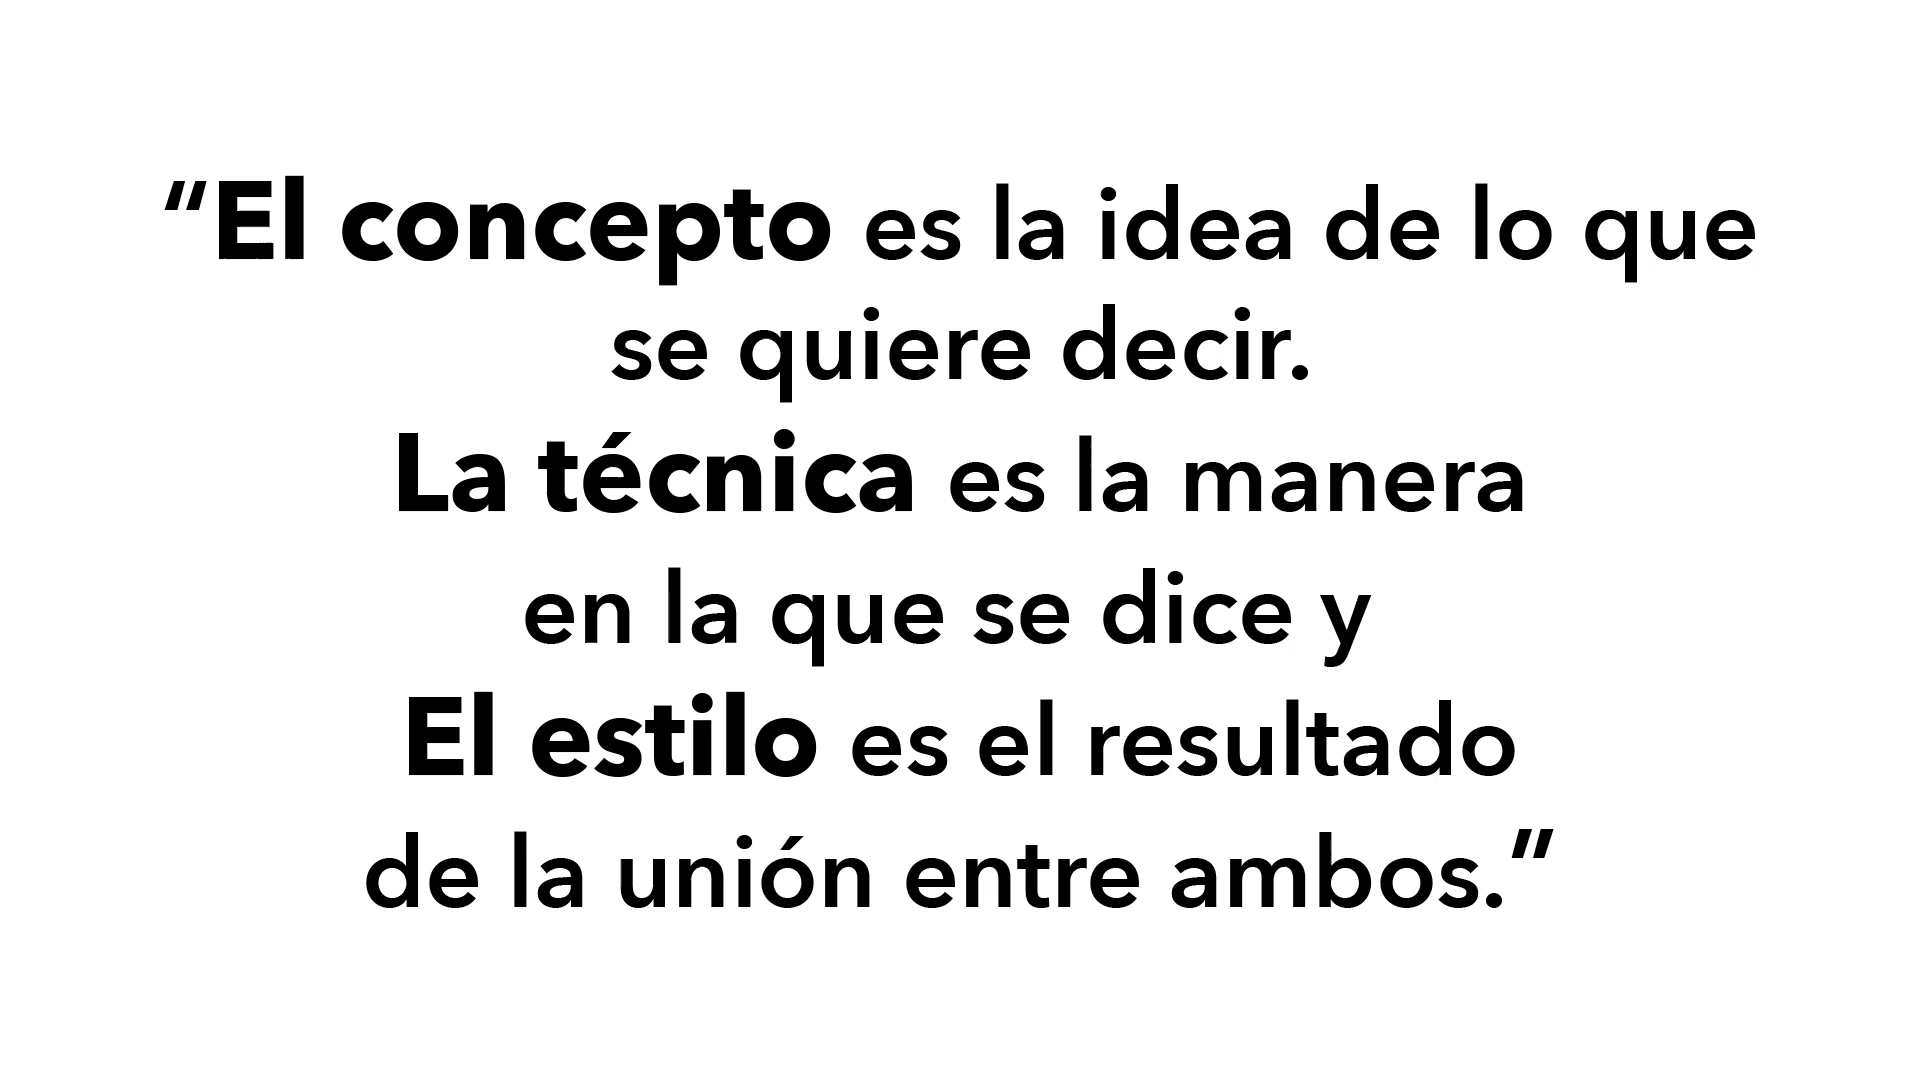 “El concepto es la idea de lo que
se quiere decir.
La técnica es la manera
en la que se dice y
El estilo es el resultado
de la unión entre ambos.”